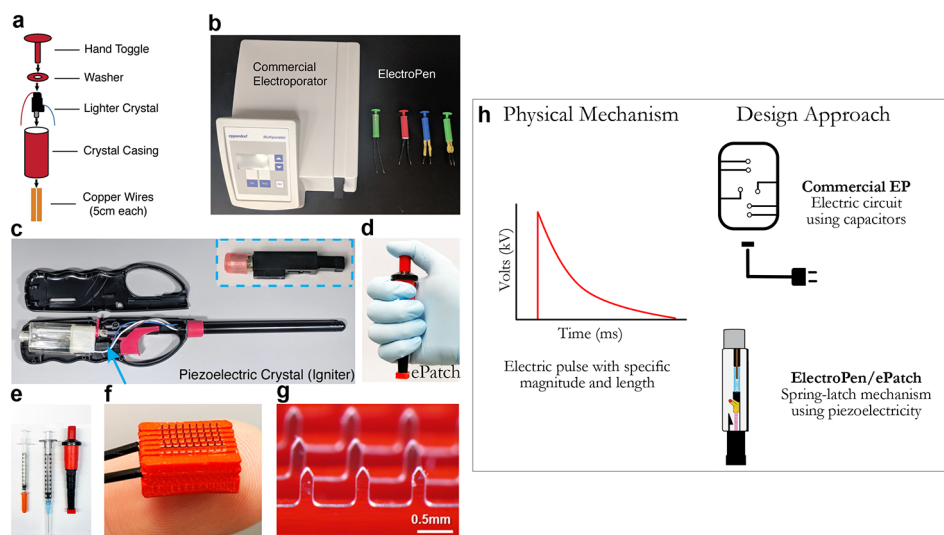 a
Hand Toggle
Washer
Lighter Crystal
Crystal Casing
Copper Wires
(5cm each)
b
Commercial
Electroporator
ElectroPen
eppendorf
c
Piezoelectric Crystal (Igniter)
d
ePatch
e
f
g
0.5mm
h
Physical Mechanism
Volts (kV)
Time (ms)
Electric pulse with specific
magnitude and length
Design Approach
Commercial EP
Electric circuit
using capacitors
ElectroPen/ePatch
Spring-latch mechanism
using piezoelectricity